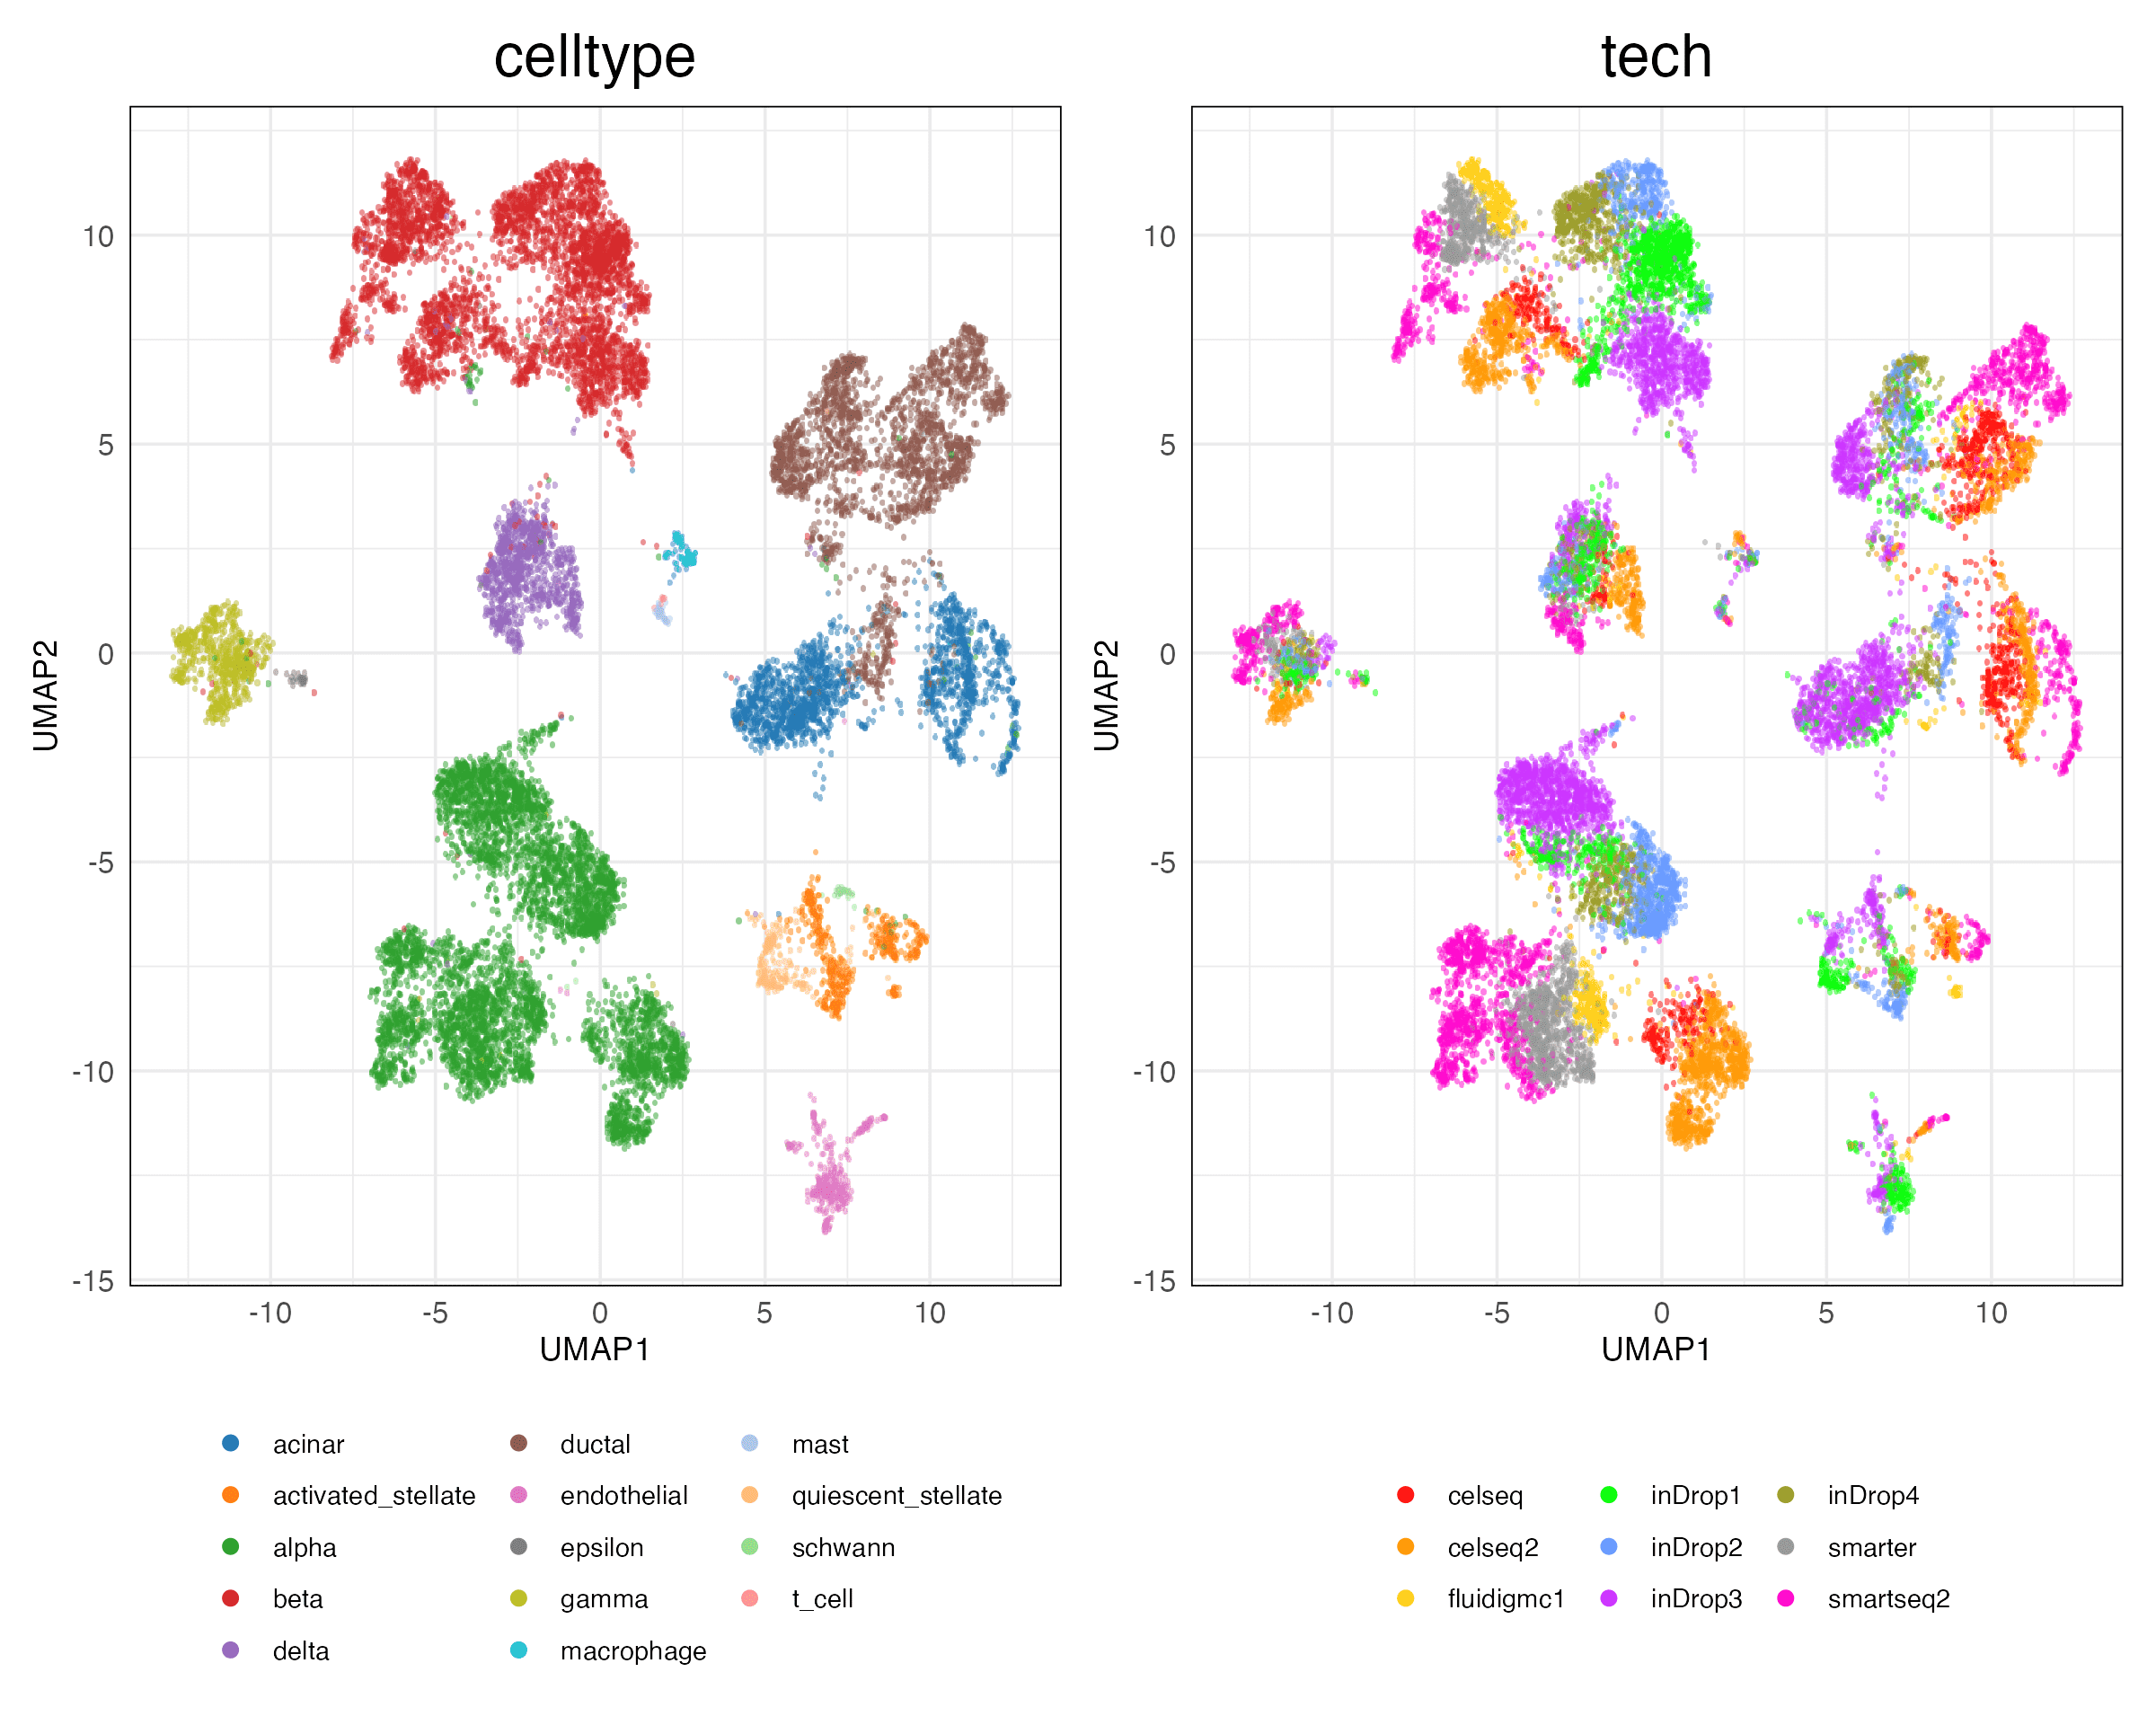 celltype
tech
10
5
0
-5
-10
-15
UMAP2
-10 -5 0 5 10
UMAP1
10
5
0
-5
-10
-15
UMAP2
-10 -5 0 5 10
UMAP1
acinar
activated_stellate
alpha
beta
delta
ductal
endothelial
epsilon
gamma
macrophage
mast
quiescent_stellate
schwann
t_cell
celseq
celseq2
fluidigmc1
inDrop1
inDrop2
inDrop3
inDrop4
smarter
smartseq2